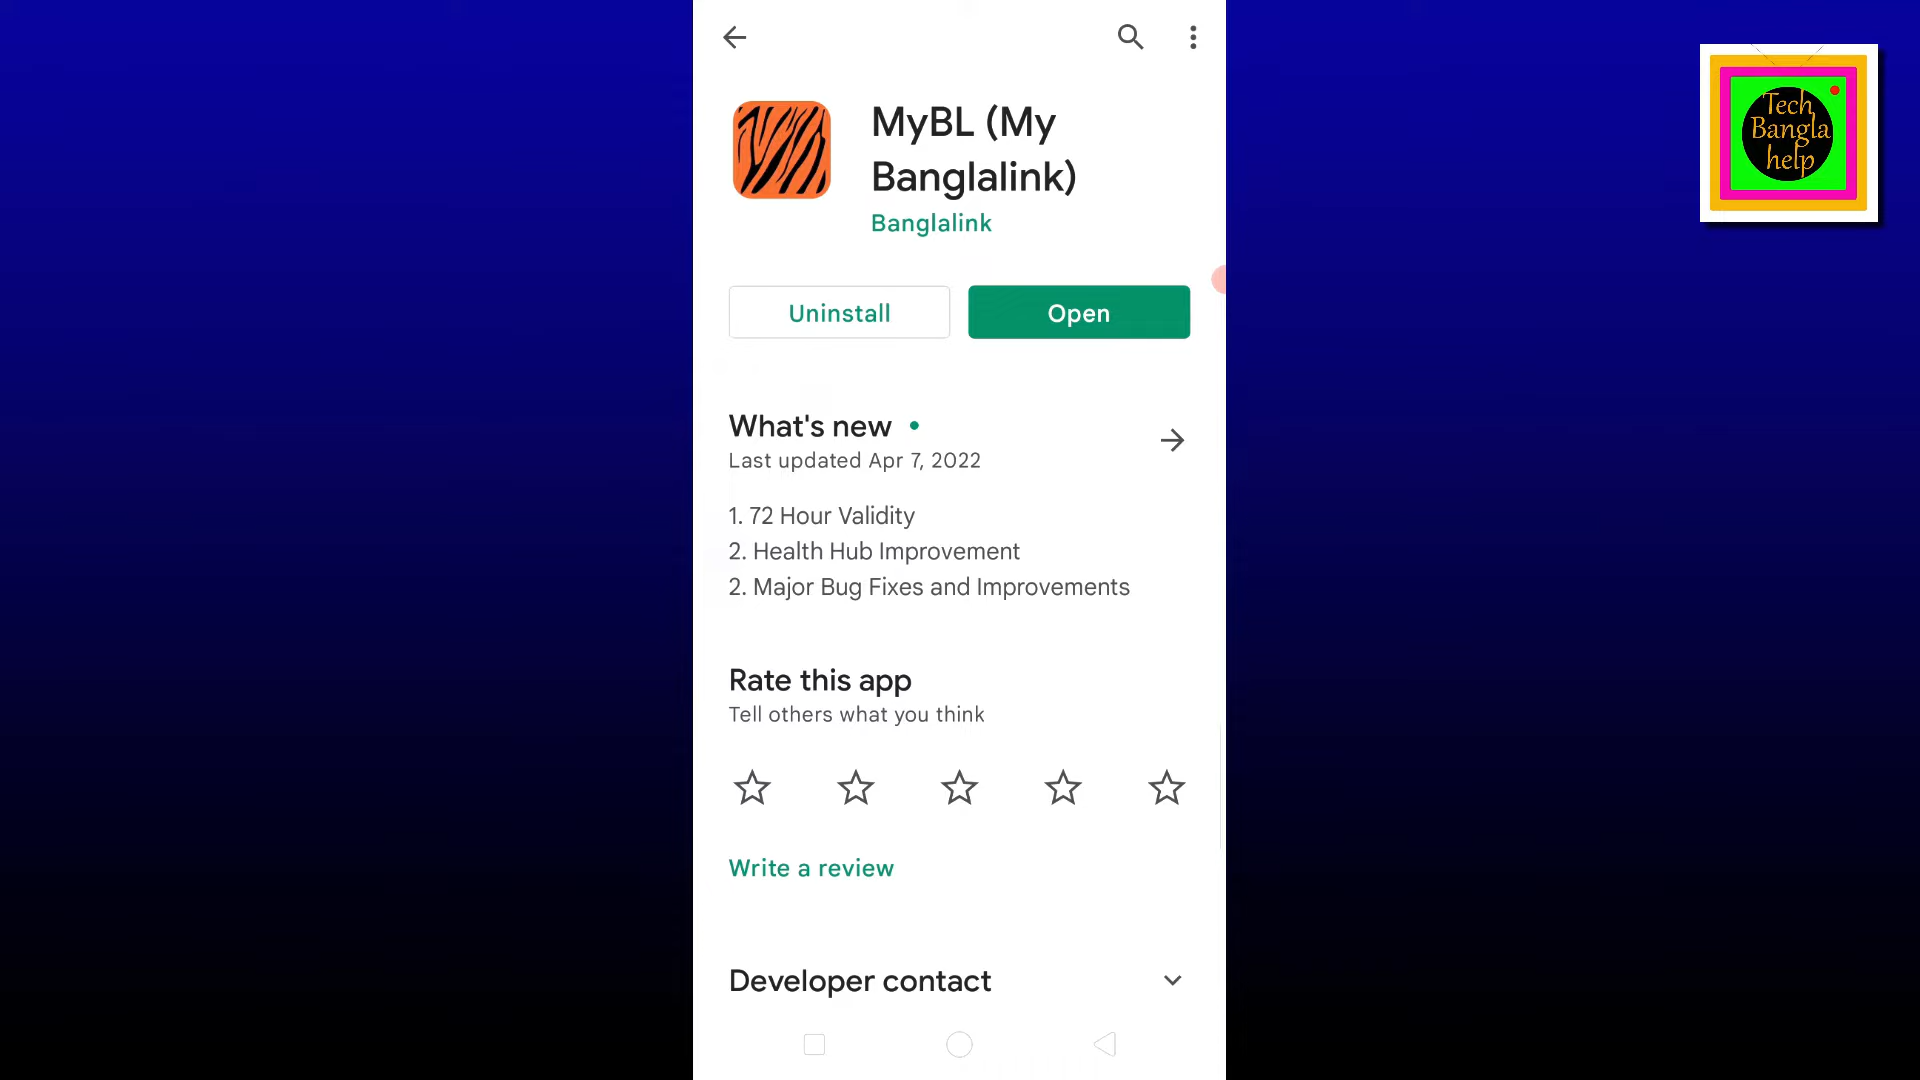 MyBL (My
Banglalink)
Banglalink
Uninstall
Open
What's new
Last updated Apr 7, 2022
1. 72 Hour Validity
2. Health Hub Improvement
2. Major Bug Fixes and Improvements
Rate this app
Tell others what you think
Write a review
Developer contact
Tech
Bangla
help